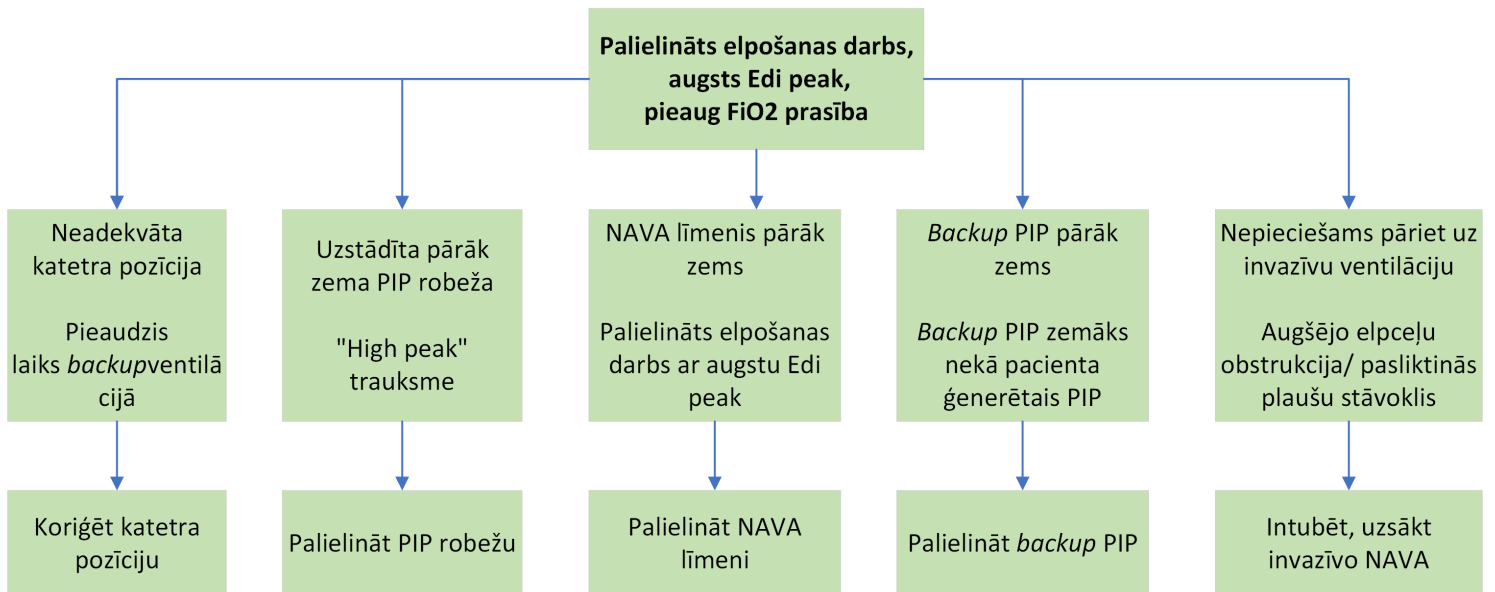 Palielināts elpošanas darbs,
augsts Edi peak,
pieaug FiO2 prasība
Neadekvāta
katetra pozīcija
Pieaudzis
laiks backupventilā
cijā
Uzstādīta pārāk
zema PIP robeža
"High peak"
trauksme
NAVA līmenis pārāk
zems
Palielināts elpošanas
darbs ar augstu Edi
peak
Backup PIP pārāk
zems
Backup PIP zemāks
nekā pacienta
ģenerētais PIP
Nepieciešams pāriet uz
invazīvu ventilāciju
Augšējo elpceļu
obstrukcija/ pasliktinās
plaušu stāvoklis
Koriģēt katetra
pozīciju
Palielināt PIP robežu
Palielināt NAVA
līmeni
Palielināt backup PIP
Intubēt, uzsākt
invazīvo NAVA